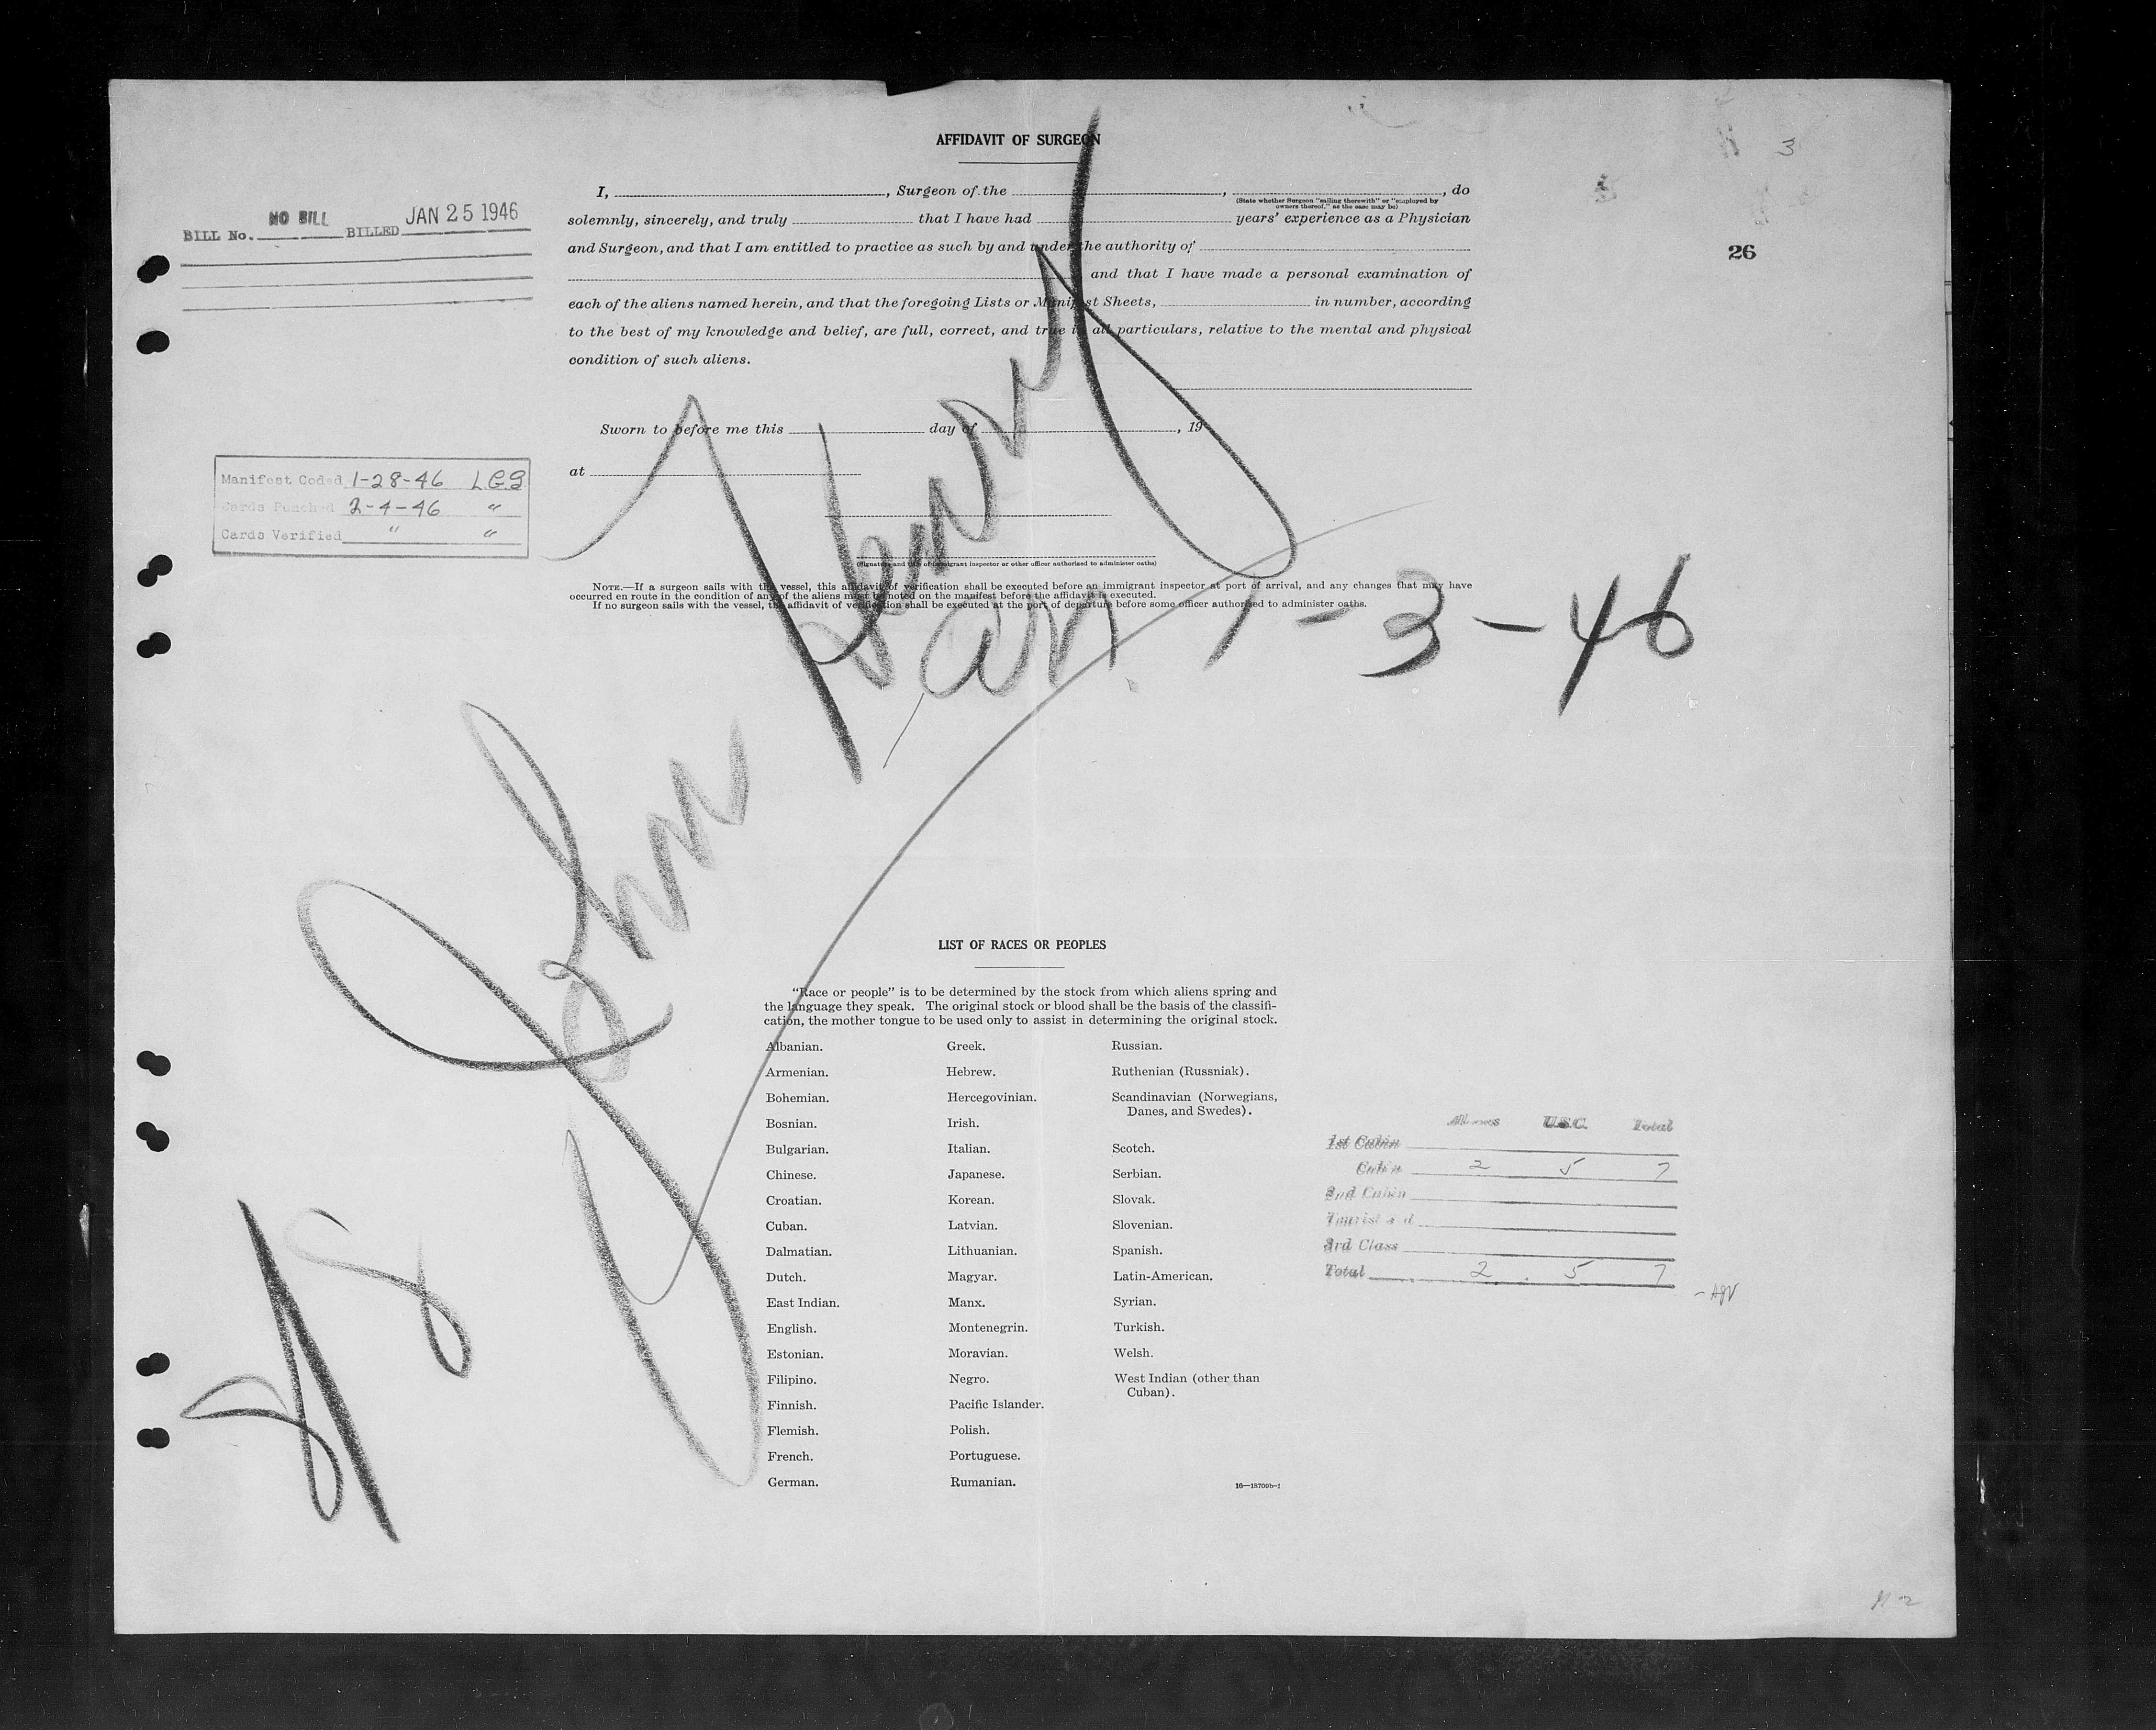 AFFIDAVIT OF SURGEON
3
I, , Surgeon of the , , do
(State whether Surgeon "sailing therewith" or "employed by
owners thereof," as the case may be)
solemnly, sincerely, and truly that I have had years' experience as a Physician
and Surgeon, and that I am entitled to practice as such by and under the authority of
and that I have made a personal examination of
each of the aliens named herein, and that the foregoing Lists or Manifest Sheets, in number, according
to the best of my knowledge and belief, are full, correct, and true in all particulars, relative to the mental and physical
condition of such aliens.
NO BILL JAN 25 1946
BILL No. BILLED
26
Sworn to before me this day of , 19
at
Manifest Coded 1-28-46 LGS
Cards Punched 2-4-46 "
Cards Verified " "
(Signature and title of immigrant inspector or other officer authorized to administer oaths)
NOTE.—If a surgeon sails with the vessel, this affidavit of verification shall be executed before an immigrant inspector at port of arrival, and any changes that may have
occurred en route in the condition of any of the aliens must be noted on the manifest before the affidavit is executed.
If no surgeon sails with the vessel, the affidavit of verification shall be executed at the port of departure before some officer authorized to administer oaths.
John Henry
arr. 1-3-46
LIST OF RACES OR PEOPLES
"Race or people" is to be determined by the stock from which aliens spring and
the language they speak. The original stock or blood shall be the basis of the classifi-
cation, the mother tongue to be used only to assist in determining the original stock.
Albanian.
Armenian.
Bohemian.
Bosnian.
Bulgarian.
Chinese.
Croatian.
Cuban.
Dalmatian.
Dutch.
East Indian.
English.
Estonian.
Filipino.
Finnish.
Flemish.
French.
German.
Greek.
Hebrew.
Hercegovinian.
Irish.
Italian.
Japanese.
Korean.
Latvian.
Lithuanian.
Magyar.
Manx.
Montenegrin.
Moravian.
Negro.
Pacific Islander.
Polish.
Portuguese.
Rumanian.
Russian.
Ruthenian (Russniak).
Scandinavian (Norwegians,
Danes, and Swedes).
Scotch.
Serbian.
Slovak.
Slovenian.
Spanish.
Latin-American.
Syrian.
Turkish.
Welsh.
West Indian (other than
Cuban).
16—18709b-1
Aliens U.S.C. Total
1st Cabin
Cabin 2 5 7
2nd Cabin
Tourist 3d
3rd Class
Total 2 5 7